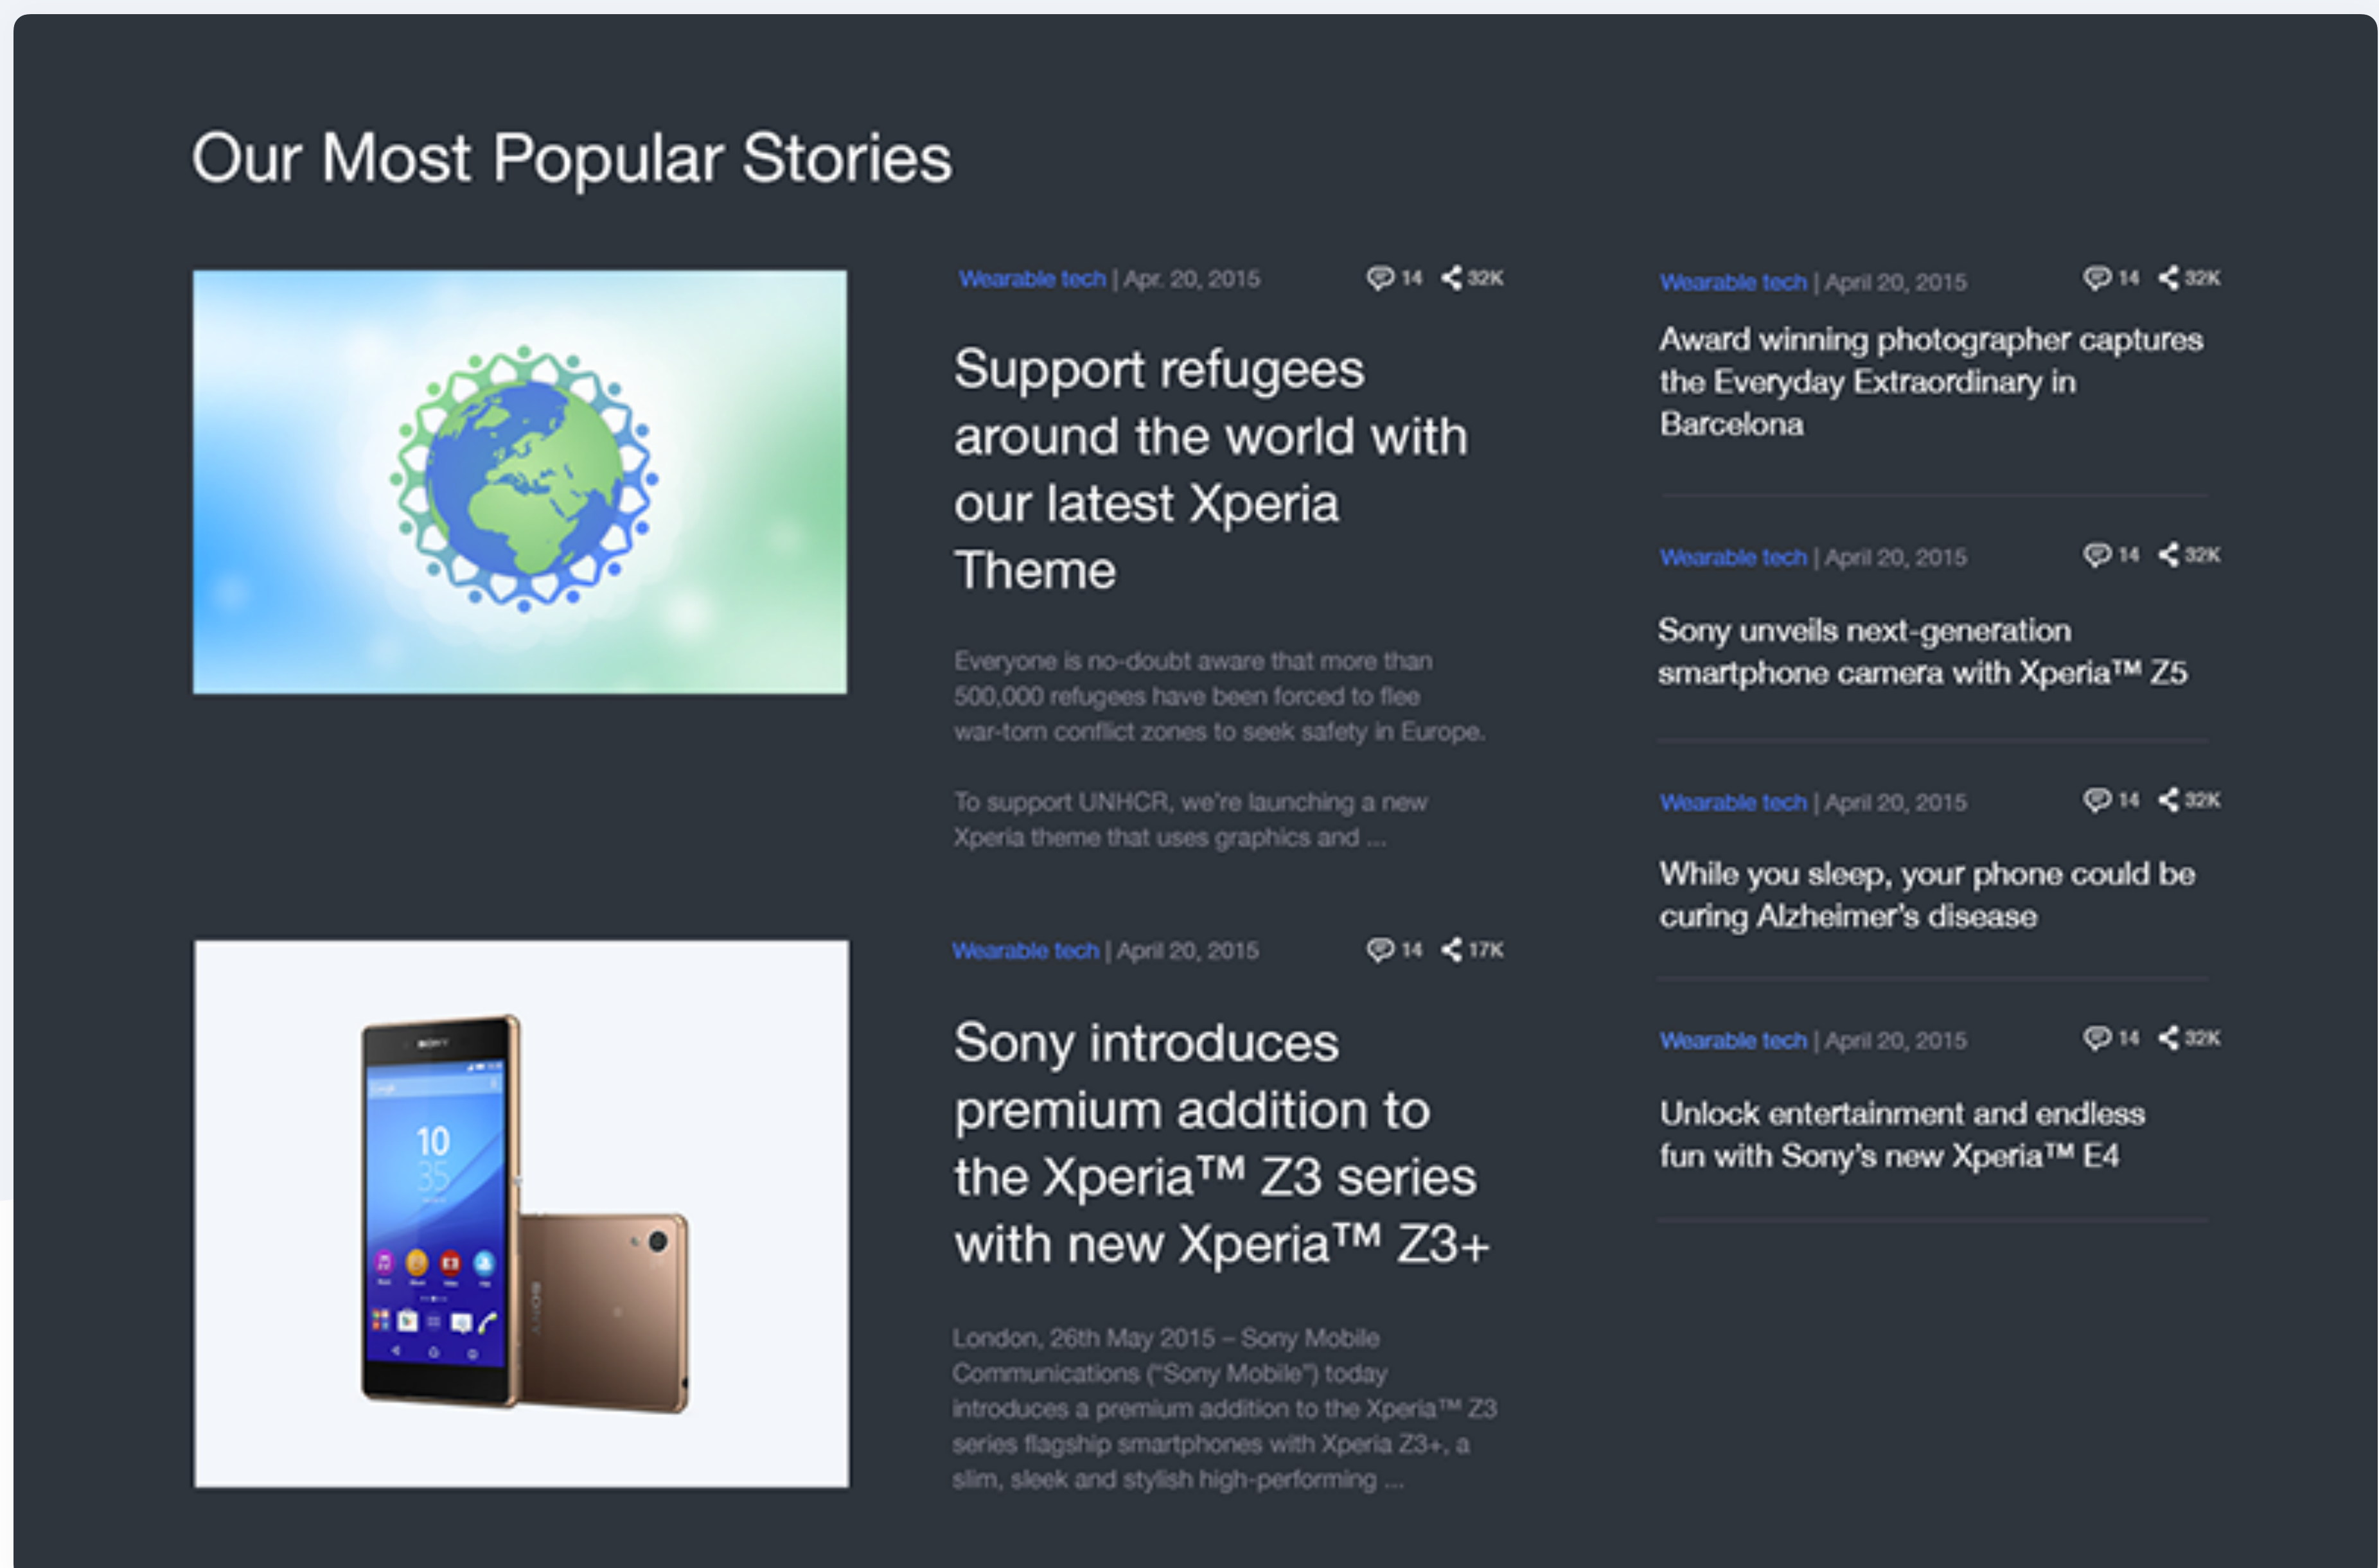 Our Most Popular Stories
Wearable tech | Apr. 20, 2015 14 32K
Support refugees
around the world with
our latest Xperia
Theme
Everyone is no-doubt aware that more than
500,000 refugees have been forced to flee
war-torn conflict zones to seek safety in Europe.
To support UNHCR, we're launching a new
Xperia theme that uses graphics and ...
SONY
Google
10
35
SONY
Wearable tech | April 20, 2015 14 17K
Sony introduces
premium addition to
the Xperia™ Z3 series
with new Xperia™ Z3+
London, 26th May 2015 – Sony Mobile
Communications (“Sony Mobile”) today
introduces a premium addition to the Xperia™ Z3
series flagship smartphones with Xperia Z3+, a
slim, sleek and stylish high-performing ...
Wearable tech | April 20, 2015 14 32K
Award winning photographer captures
the Everyday Extraordinary in
Barcelona
Wearable tech | April 20, 2015 14 32K
Sony unveils next-generation
smartphone camera with Xperia™ Z5
Wearable tech | April 20, 2015 14 32K
While you sleep, your phone could be
curing Alzheimer’s disease
Wearable tech | April 20, 2015 14 32K
Unlock entertainment and endless
fun with Sony’s new Xperia™ E4